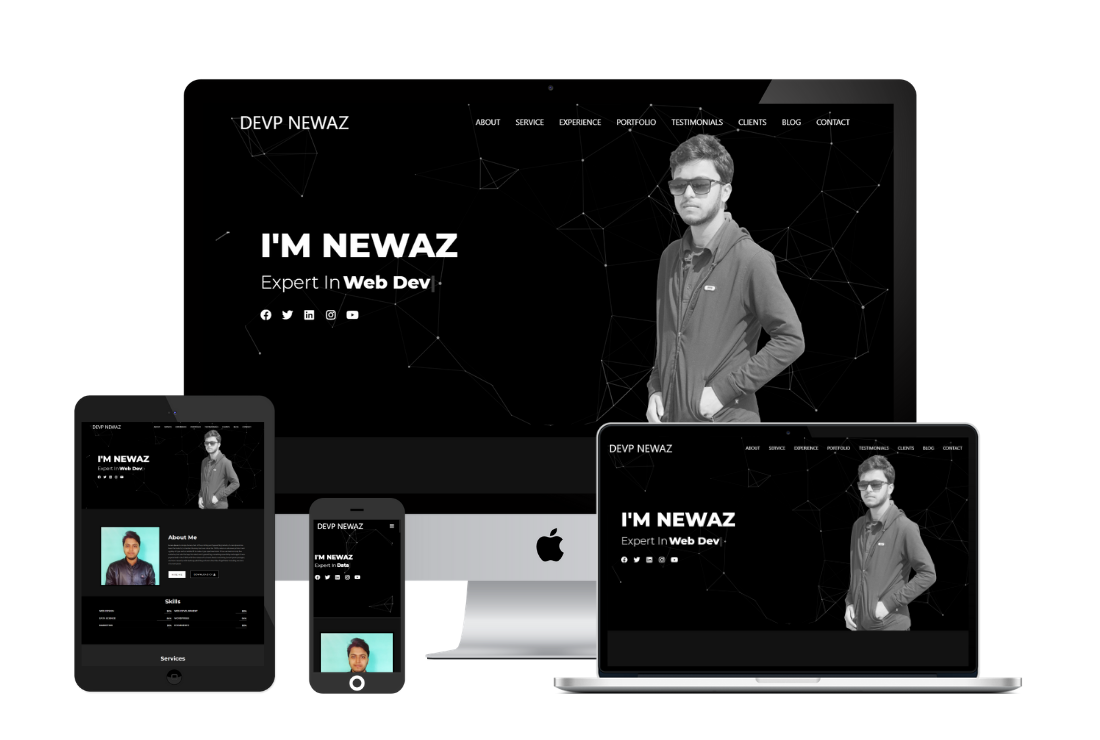 DEVP NEWAZ
ABOUT SERVICE EXPERIENCE PORTFOLIO TESTIMONIALS CLIENTS BLOG CONTACT
I'M NEWAZ
Expert In Web Dev
DEVP NEWAZ
I'M NEWAZ
Expert In Web Dev
About Me
Skills
Services
DEVP NEWAZ
I'M NEWAZ
Expert In Data
DEVP NEWAZ
ABOUT SERVICE EXPERIENCE PORTFOLIO TESTIMONIALS CLIENTS BLOG CONTACT
I'M NEWAZ
Expert In Web Dev